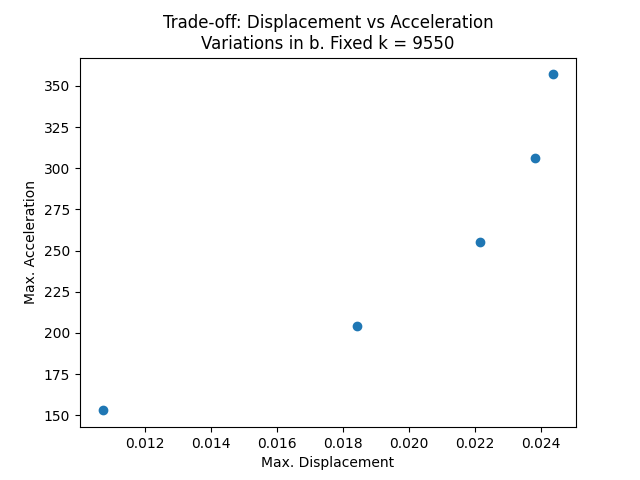 Trade-off: Displacement vs Acceleration
Variations in b. Fixed k = 9550
350
325
300
275
250
225
200
175
150
Max. Acceleration
0.012 0.014 0.016 0.018 0.020 0.022 0.024
Max. Displacement